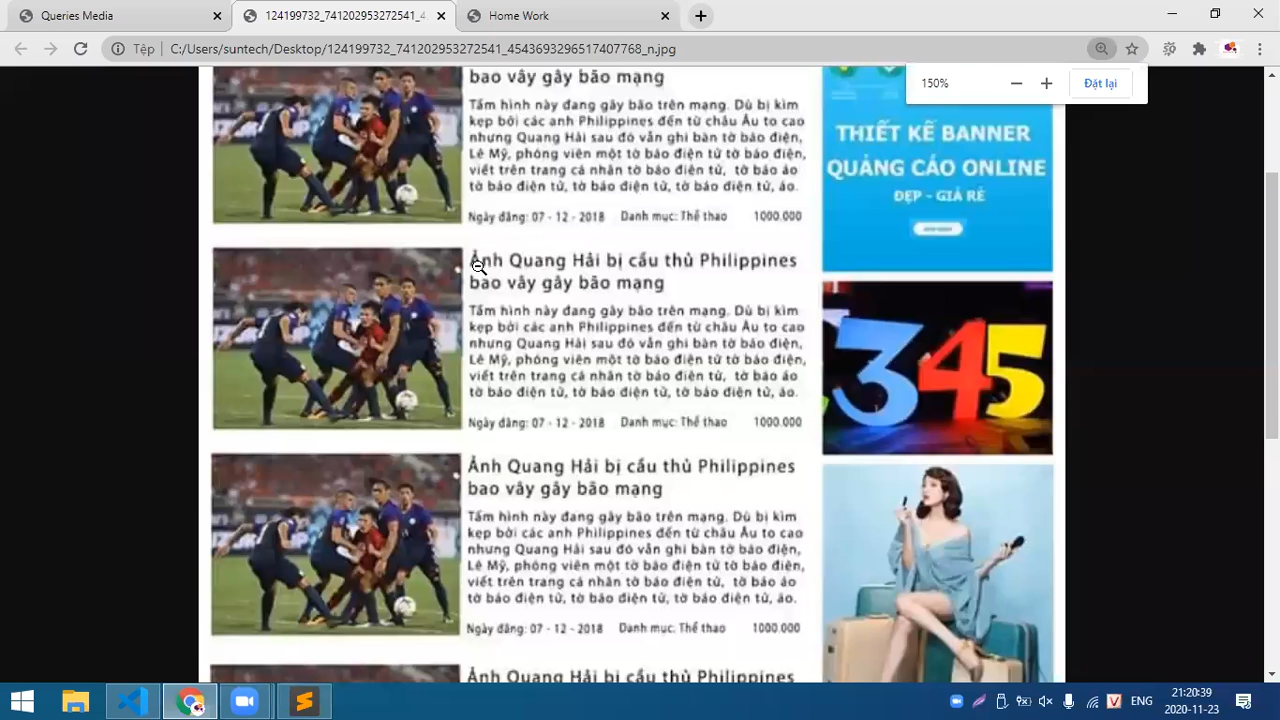 Queries Media
124199732_741202953272541_4
Home Work
Tệp
C:/Users/suntech/Desktop/124199732_741202953272541_4543693296517407768_n.jpg
150%
Đặt lại
bao vây gây bão mạng
Tấm hình này đang gây bão trên mạng. Dù bị kìm
kẹp bởi các anh Philippines đến từ châu Âu to cao
nhưng Quang Hải sau đó vẫn ghi bàn tờ báo điện,
Lê Mỹ, phóng viên một tờ báo điện tử tờ báo điện,
viết trên trang cá nhân tờ báo điện tử, tờ báo áo
tờ báo điện tử, tờ báo điện tử, tờ báo điện tử, áo.
Ngày đăng: 07 - 12 - 2018 Danh mục: Thể thao 1000.000
Ảnh Quang Hải bị cầu thủ Philippines
bao vây gây bão mạng
Tấm hình này đang gây bão trên mạng. Dù bị kìm
kẹp bởi các anh Philippines đến từ châu Âu to cao
nhưng Quang Hải sau đó vẫn ghi bàn tờ báo điện,
Lê Mỹ, phóng viên một tờ báo điện tử tờ báo điện,
viết trên trang cá nhân tờ báo điện tử, tờ báo áo
tờ báo điện tử, tờ báo điện tử, tờ báo điện tử, áo.
Ngày đăng: 07 - 12 - 2018 Danh mục: Thể thao 1000.000
Ảnh Quang Hải bị cầu thủ Philippines
bao vây gây bão mạng
Tấm hình này đang gây bão trên mạng. Dù bị kìm
kẹp bởi các anh Philippines đến từ châu Âu to cao
nhưng Quang Hải sau đó vẫn ghi bàn tờ báo điện,
Lê Mỹ, phóng viên một tờ báo điện tử tờ báo điện,
viết trên trang cá nhân tờ báo điện tử, tờ báo áo
tờ báo điện tử, tờ báo điện tử, tờ báo điện tử, áo.
Ngày đăng: 07 - 12 - 2018 Danh mục: Thể thao 1000.000
Ảnh Quang Hải bị cầu thủ Philippines
THIẾT KẾ BANNER
QUẢNG CÁO ONLINE
ĐẸP - GIÁ RẺ
345
ENG
21:20:39
2020-11-23